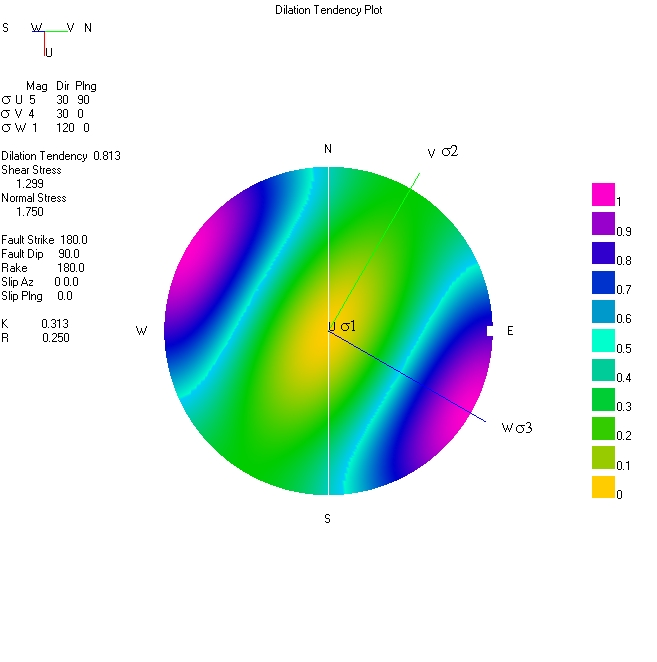 Dilation Tendency Plot
S W V N
U
Mag Dir Plng
σ U 5 30 90
σ V 4 30 0
σ W 1 120 0
Dilation Tendency 0.813
Shear Stress
1.299
Normal Stress
1.750
Fault Strike 180.0
Fault Dip 90.0
Rake 180.0
Slip Az 0 0.0
Slip Plng 0.0
K 0.313
R 0.250
N
V σ2
W
U σ1
E
W σ3
S
1
0.9
0.8
0.7
0.6
0.5
0.4
0.3
0.2
0.1
0